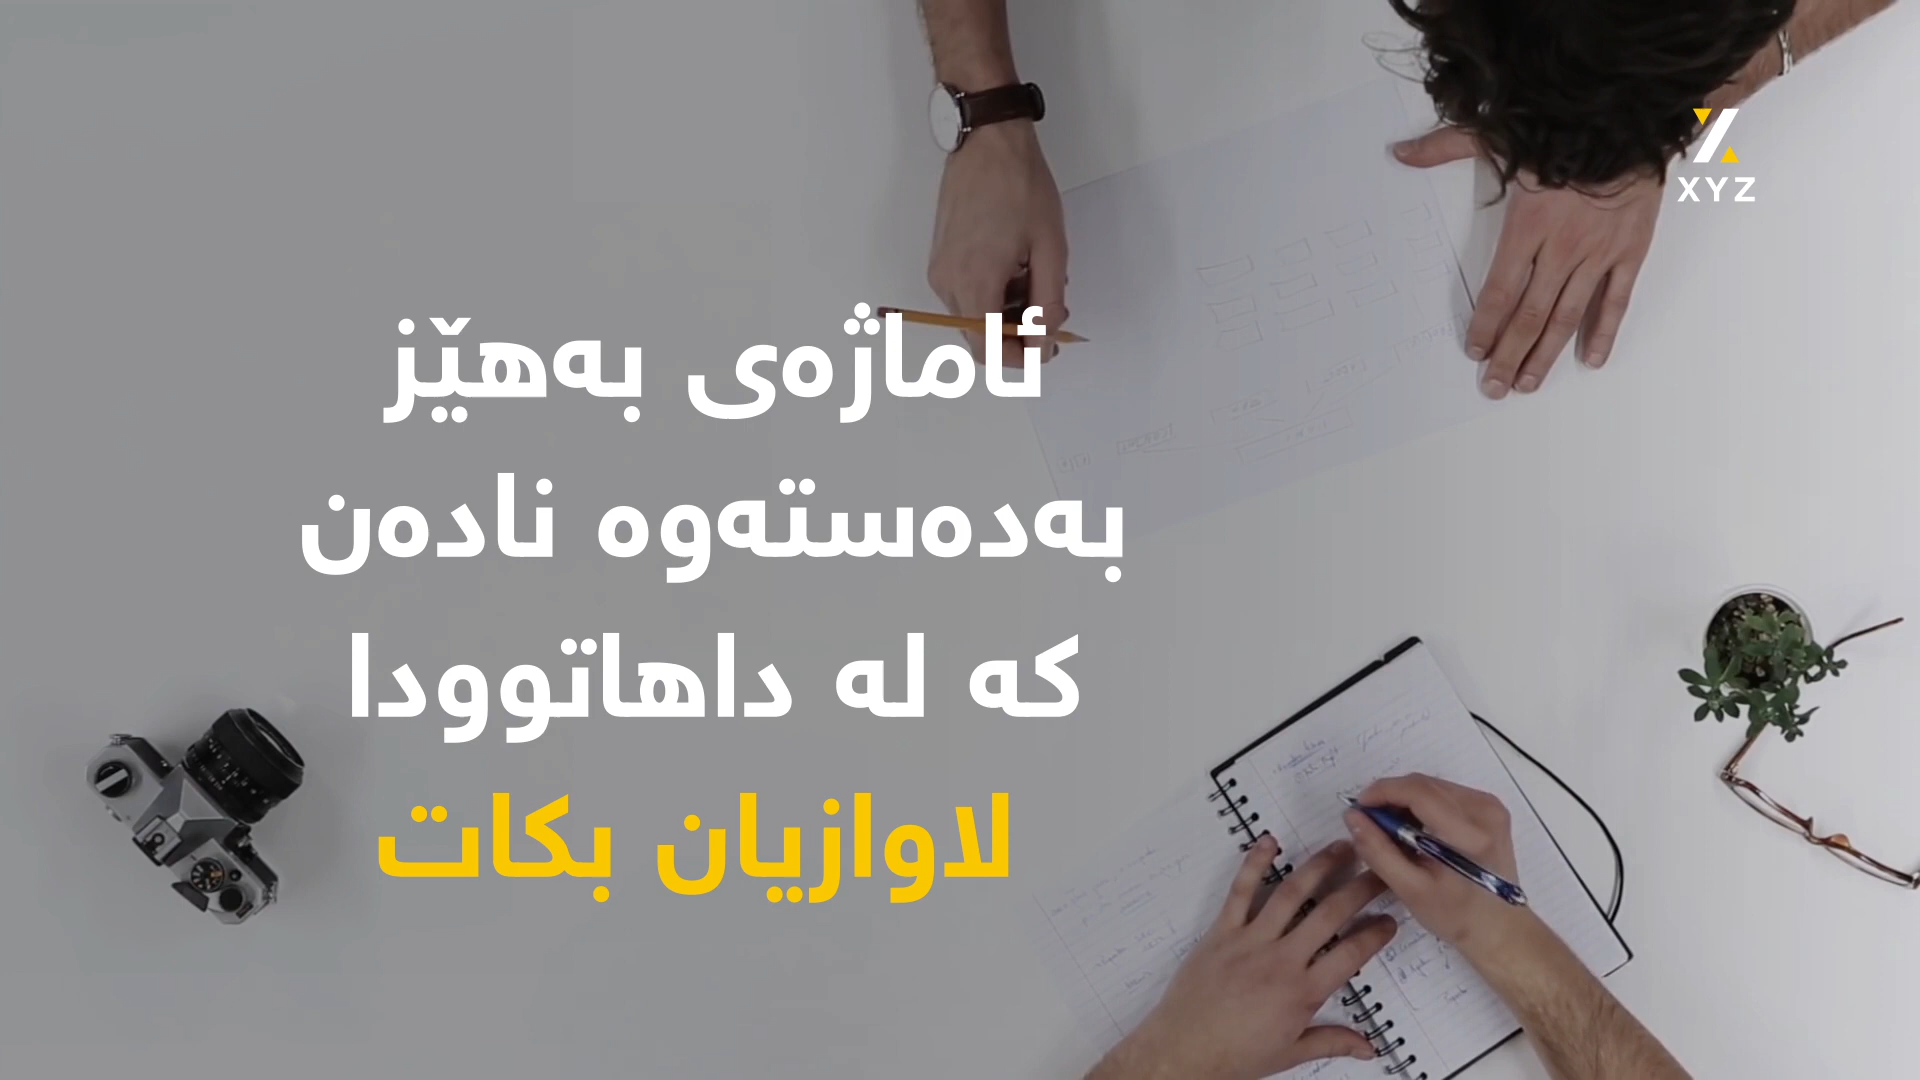 XYZ
ئاماژەی بەهێز
بەدەستەوە نادەن
کە لە داهاتوودا
لاوازیان بکات